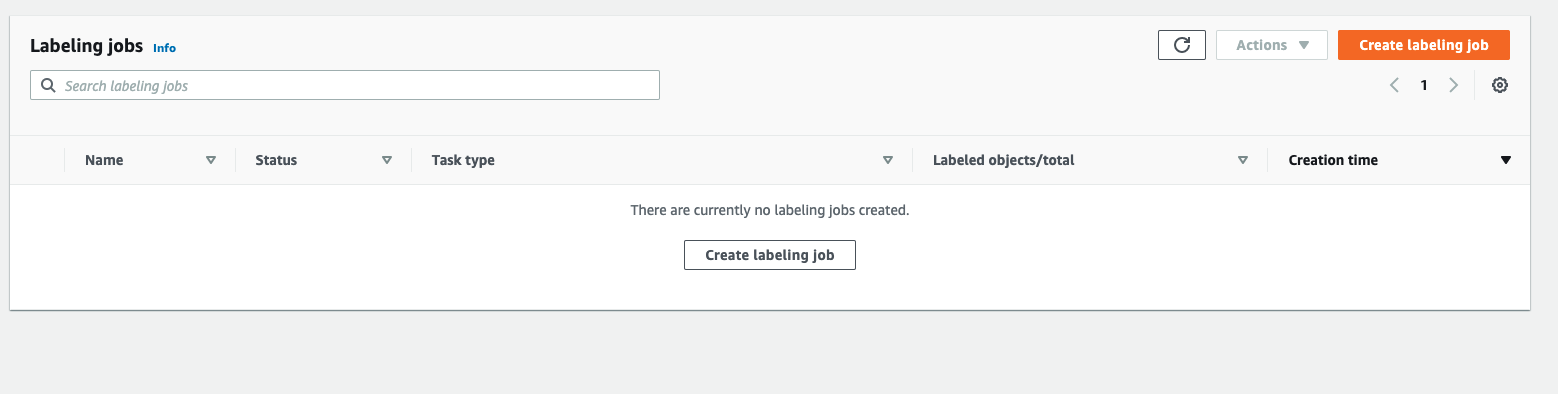 Labeling jobs Info
Actions
Create labeling job
Search labeling jobs
1
Name Status Task type Labeled objects/total Creation time
There are currently no labeling jobs created.
Create labeling job